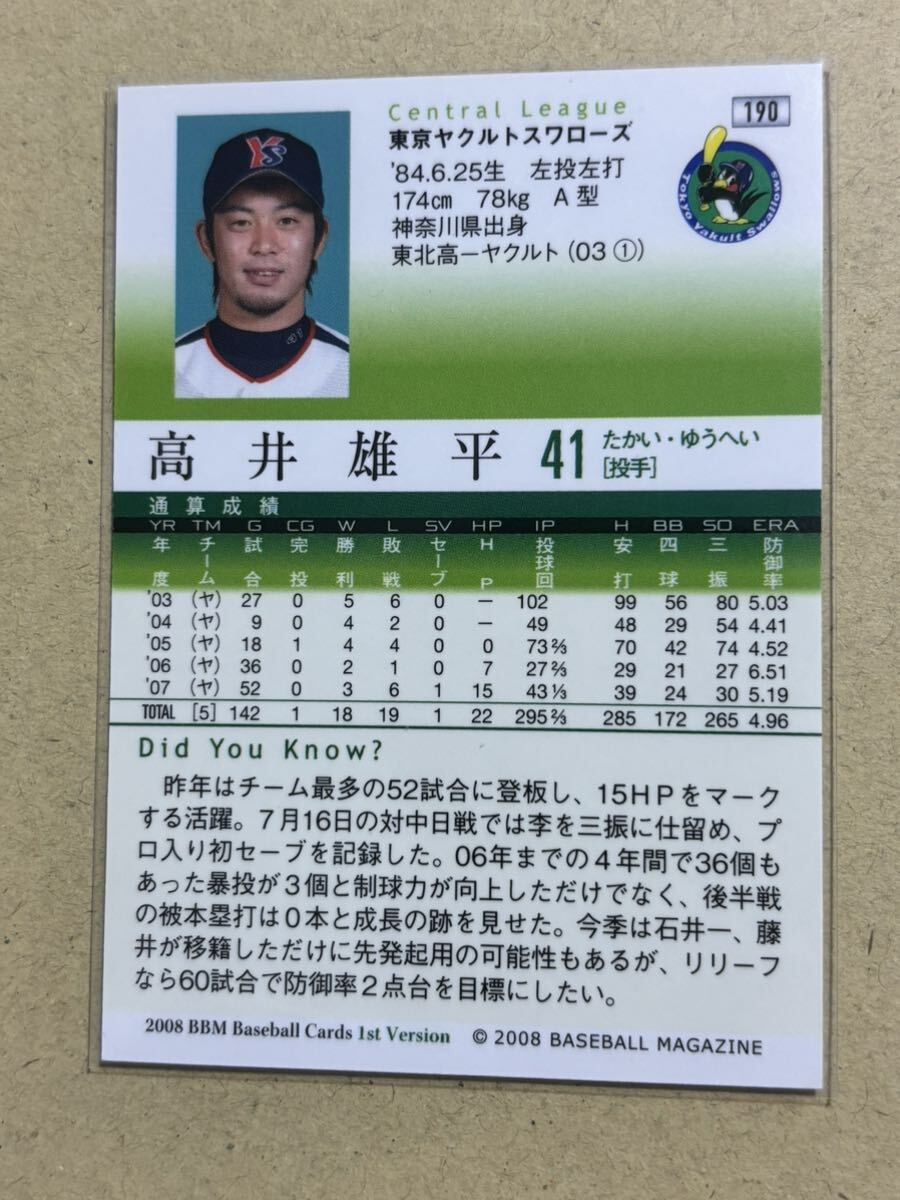 Central League
190
東京ヤクルトスワローズ
'84.6.25生　左投左打
174cm　78kg　A型
神奈川県出身
東北高ーヤクルト(03①)
Tokyo Yakult Swallows
YS
41
高井雄平 41 たかい・ゆうへい
[投手]
通算成績
YR TM G CG W L SV HP IP H BB SO ERA
年度 チーム 試合 完投 勝利 敗戦 セーブ HP 投球回 安打 四球 三振 防御率
'03 (ヤ) 27 0 5 6 0 − 102 99 56 80 5.03
'04 (ヤ) 9 0 4 2 0 − 49 48 29 54 4.41
'05 (ヤ) 18 1 4 4 0 0 73 2/3 70 42 74 4.52
'06 (ヤ) 36 0 2 1 0 7 27 2/3 29 21 27 6.51
'07 (ヤ) 52 0 3 6 1 15 43 1/3 39 24 30 5.19
TOTAL [5] 142 1 18 19 1 22 295 2/3 285 172 265 4.96
Did You Know?
昨年はチーム最多の52試合に登板し、15HPをマーク
する活躍。7月16日の対中日戦では李を三振に仕留め、プ
ロ入り初セーブを記録した。06年までの4年間で36個も
あった暴投が3個と制球力が向上しただけでなく、後半戦
の被本塁打は0本と成長の跡を見せた。今季は石井一、藤
井が移籍しただけに先発起用の可能性もあるが、リリーフ
なら60試合で防御率2点台を目標にしたい。
2008 BBM Baseball Cards 1st Version © 2008 BASEBALL MAGAZINE